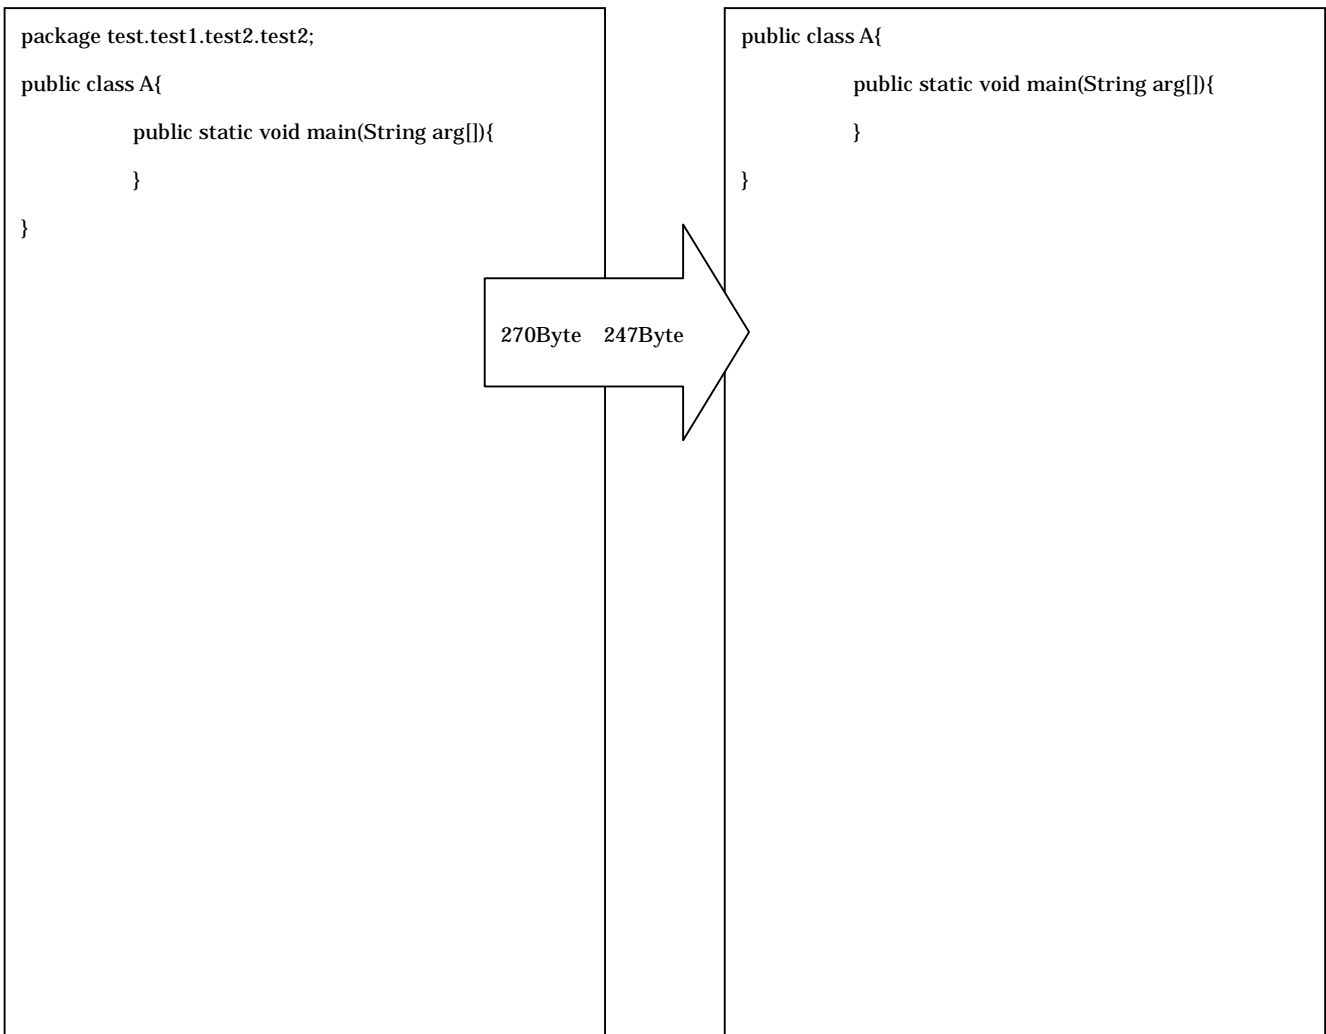 package test.test1.test2.test2;
public class A{
public static void main(String arg[]){
}
}
270Byte 247Byte
public class A{
public static void main(String arg[]){
}
}